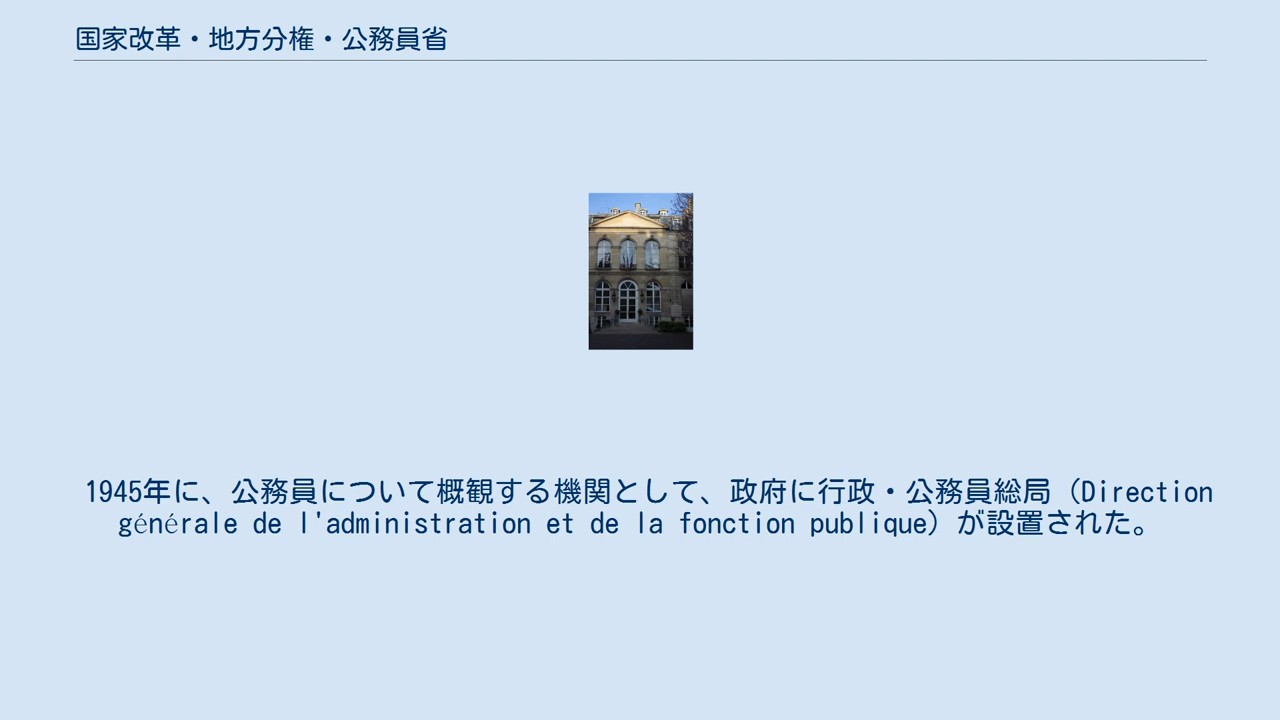 国家改革・地方分権・公務員省
1945年に、公務員について概観する機関として、政府に行政・公務員総局（Direction
générale de l'administration et de la fonction publique）が設置された。